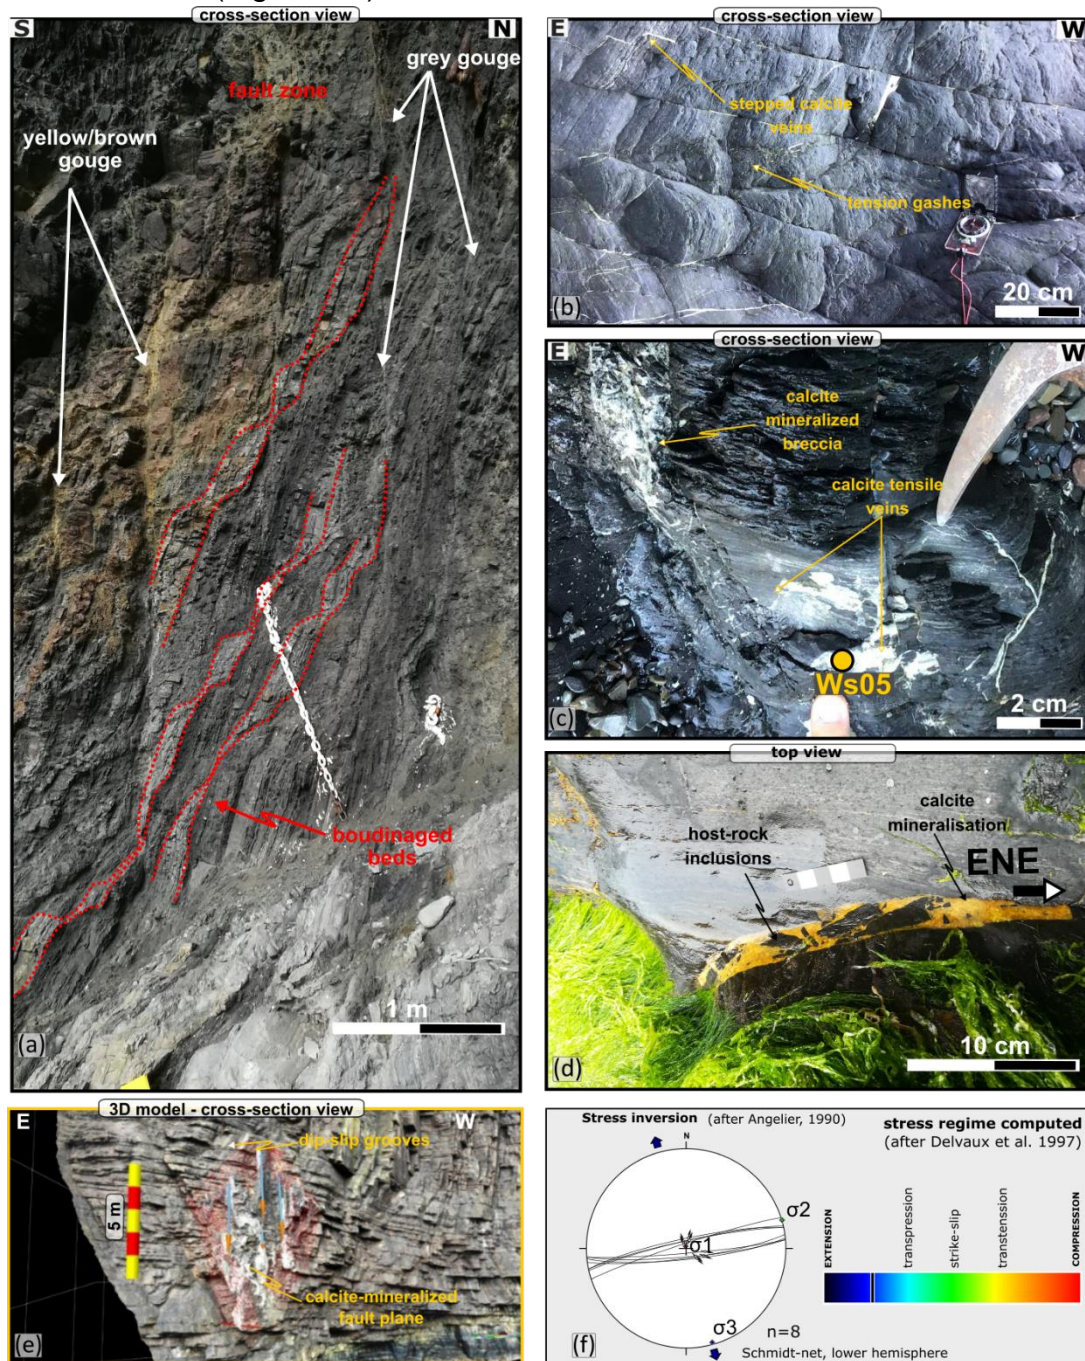 cross-section view
S
N
grey gouge
fault zone
yellow/brown
gouge
boudinaged
beds
1 m
(a)
cross-section view
E
W
stepped calcite
veins
tension gashes
20 cm
(b)
cross-section view
E
W
calcite
mineralized
breccia
calcite tensile
veins
Ws05
2 cm
(c)
top view
calcite
mineralisation
host-rock
inclusions
ENE
10 cm
(d)
3D model - cross-section view
E
W
dip-slip grooves
5 m
calcite-mineralized
fault plane
(e)
Stress inversion (after Angelier, 1990)
stress regime computed
(after Delvaux et al. 1997)
N
σ2
σ1
σ3
n=8
Schmidt-net, lower hemisphere
EXTENSION
transpression
strike-slip
transtenssion
COMPRESSION
(f)